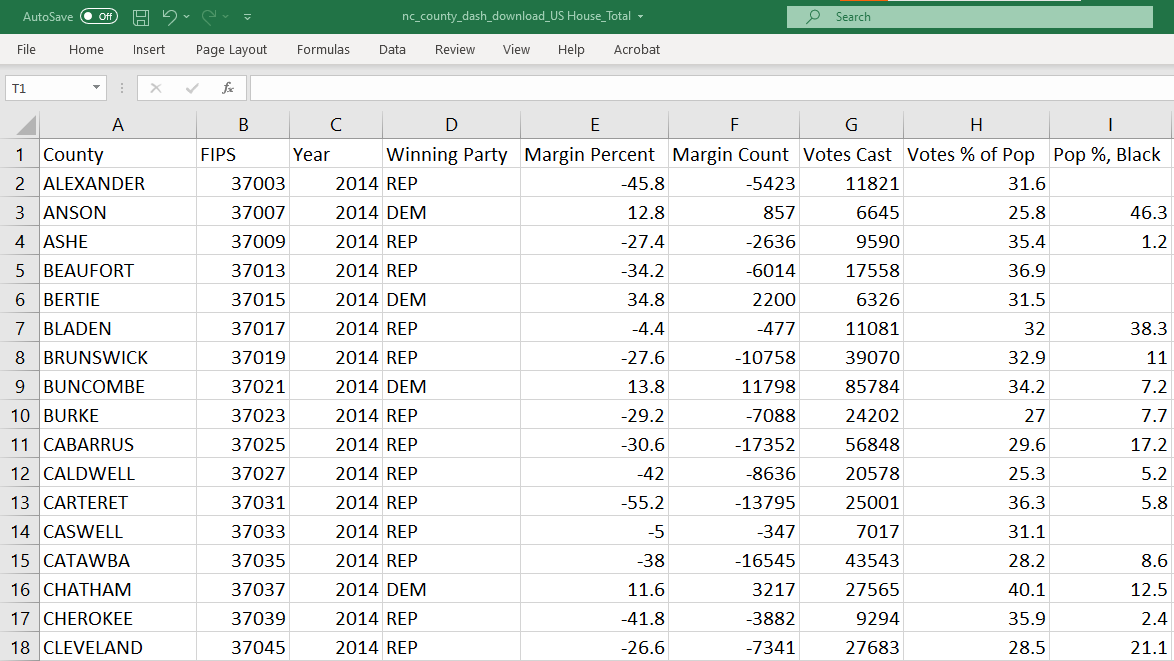 AutoSave Off nc_county_dash_download_US House_Total Search
File Home Insert Page Layout Formulas Data Review View Help Acrobat
T1 fx
A B C D E F G H I
1 County FIPS Year Winning Party Margin Percent Margin Count Votes Cast Votes % of Pop Pop %, Black
2 ALEXANDER 37003 2014 REP -45.8 -5423 11821 31.6
3 ANSON 37007 2014 DEM 12.8 857 6645 25.8 46.3
4 ASHE 37009 2014 REP -27.4 -2636 9590 35.4 1.2
5 BEAUFORT 37013 2014 REP -34.2 -6014 17558 36.9
6 BERTIE 37015 2014 DEM 34.8 2200 6326 31.5
7 BLADEN 37017 2014 REP -4.4 -477 11081 32 38.3
8 BRUNSWICK 37019 2014 REP -27.6 -10758 39070 32.9 11
9 BUNCOMBE 37021 2014 DEM 13.8 11798 85784 34.2 7.2
10 BURKE 37023 2014 REP -29.2 -7088 24202 27 7.7
11 CABARRUS 37025 2014 REP -30.6 -17352 56848 29.6 17.2
12 CALDWELL 37027 2014 REP -42 -8636 20578 25.3 5.2
13 CARTERET 37031 2014 REP -55.2 -13795 25001 36.3 5.8
14 CASWELL 37033 2014 REP -5 -347 7017 31.1
15 CATAWBA 37035 2014 REP -38 -16545 43543 28.2 8.6
16 CHATHAM 37037 2014 DEM 11.6 3217 27565 40.1 12.5
17 CHEROKEE 37039 2014 REP -41.8 -3882 9294 35.9 2.4
18 CLEVELAND 37045 2014 REP -26.6 -7341 27683 28.5 21.1